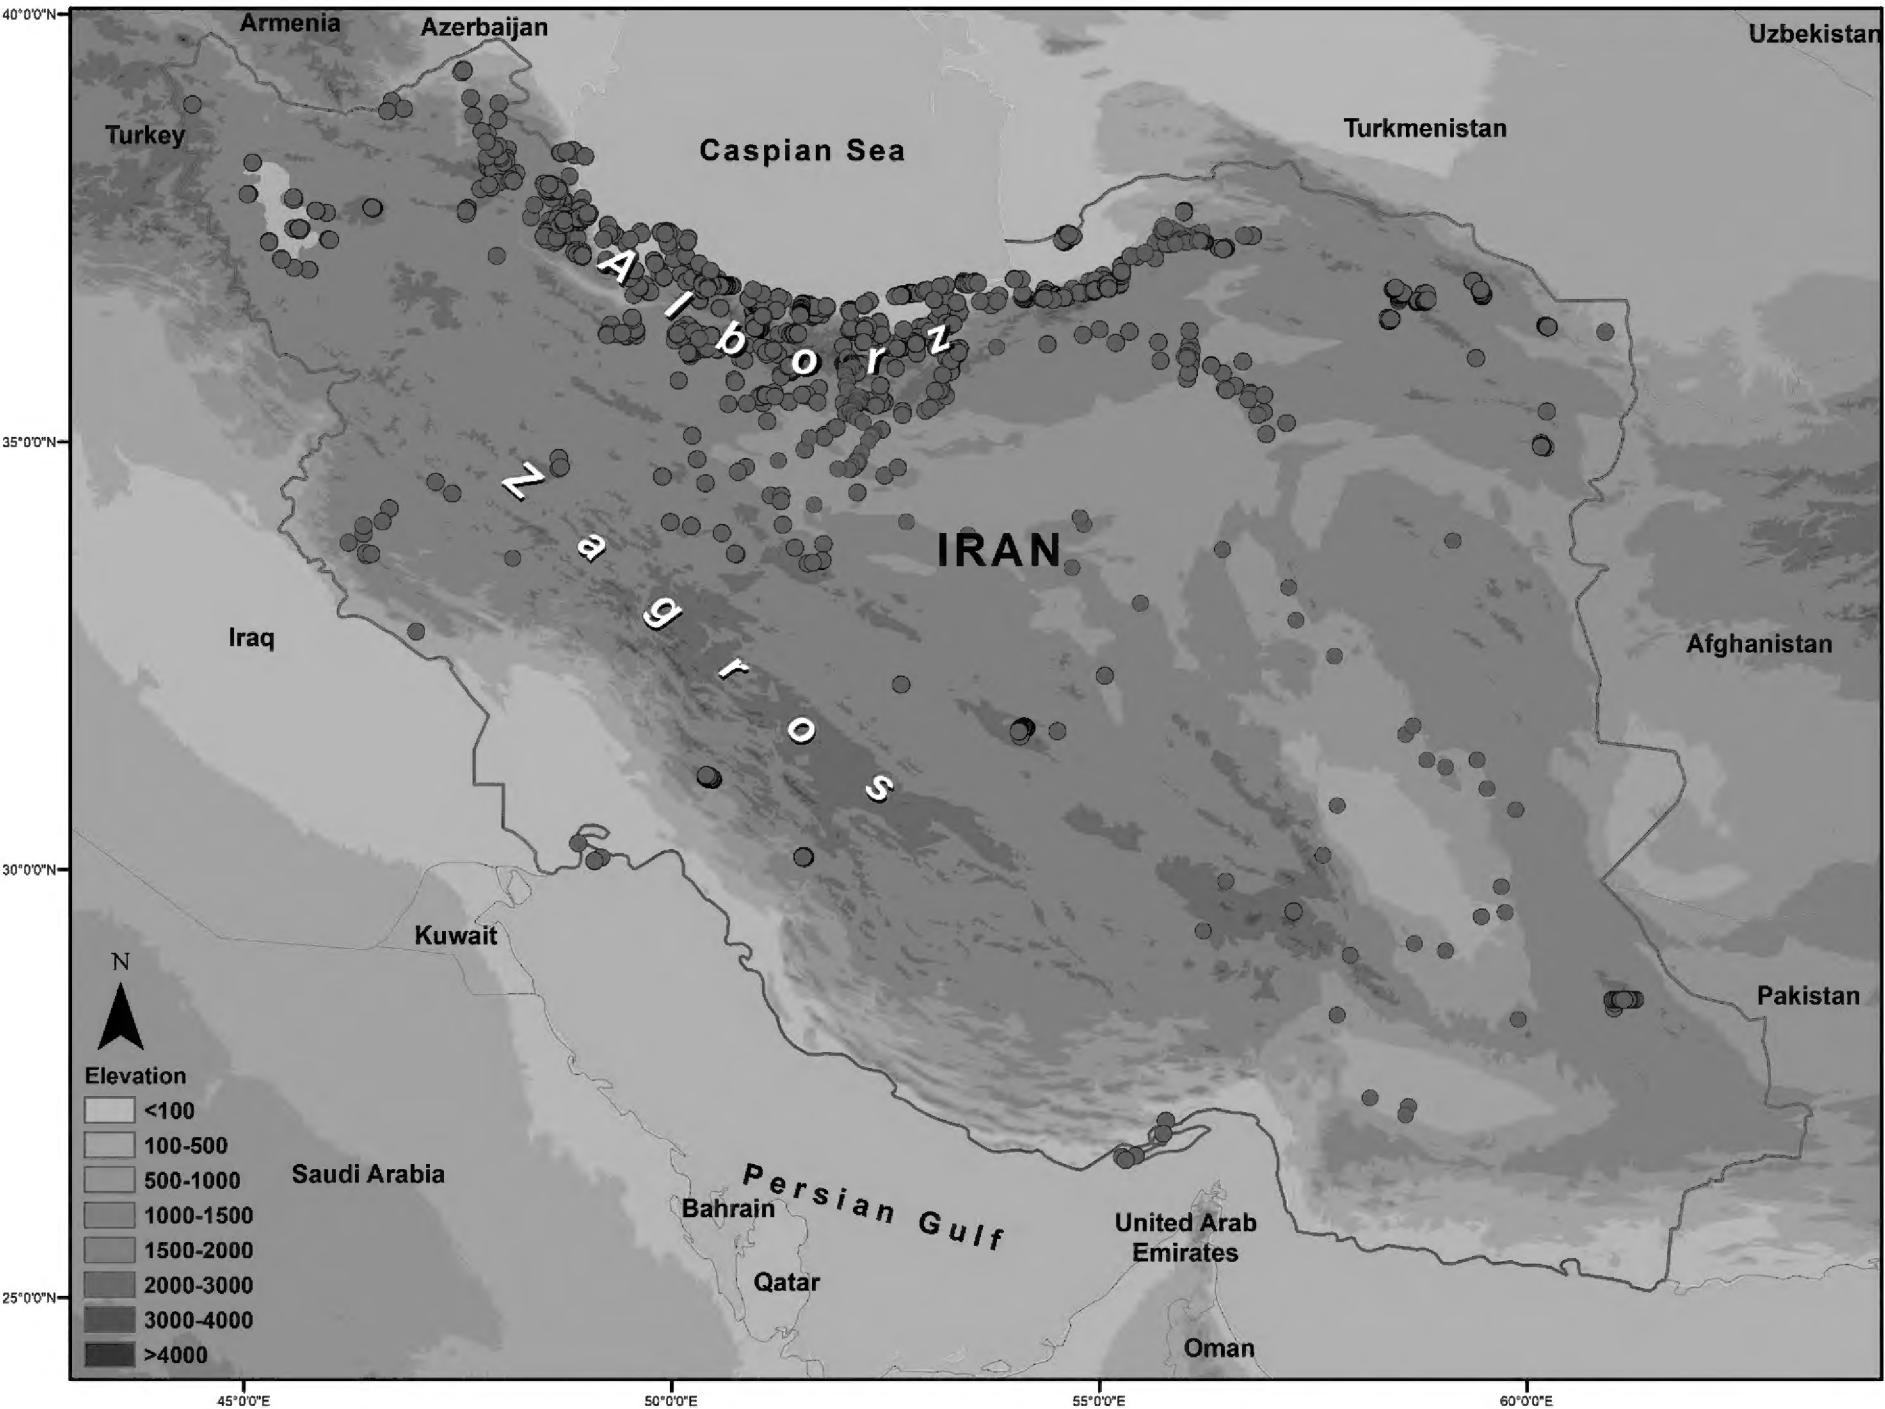 40°0'0"N
Armenia
Azerbaijan
Uzbekistan
Turkey
Caspian Sea
Turkmenistan
Alborz
35°0'0"N
Zagros
IRAN
Iraq
Afghanistan
30°0'0"N
Kuwait
N
Pakistan
Elevation
<100
100-500
500-1000
1000-1500
1500-2000
2000-3000
3000-4000
>4000
Saudi Arabia
Persian Gulf
Bahrain
United Arab
Emirates
Qatar
25°0'0"N
Oman
45°0'0"E
50°0'0"E
55°0'0"E
60°0'0"E